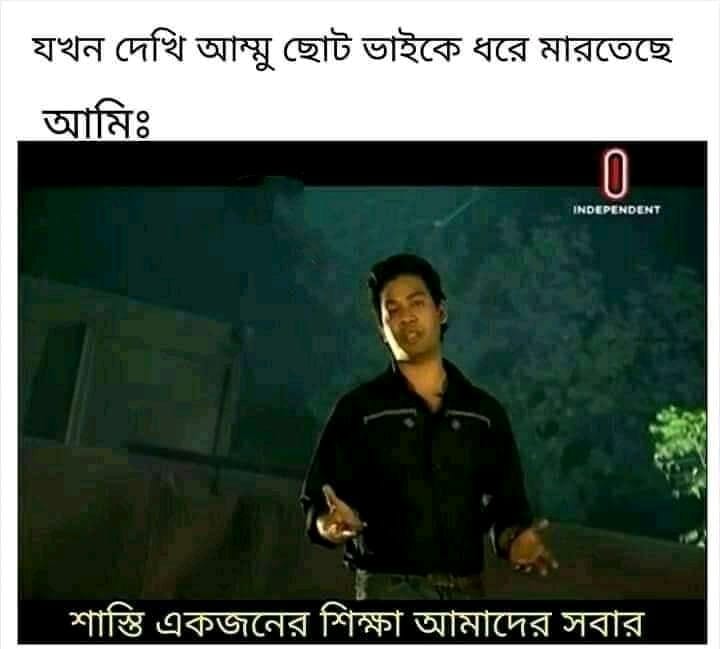 যখন দেখি আম্মু ছোট ভাইকে ধরে মারতেছে
আমিঃ
INDEPENDENT
শাস্তি একজনের শিক্ষা আমাদের সবার